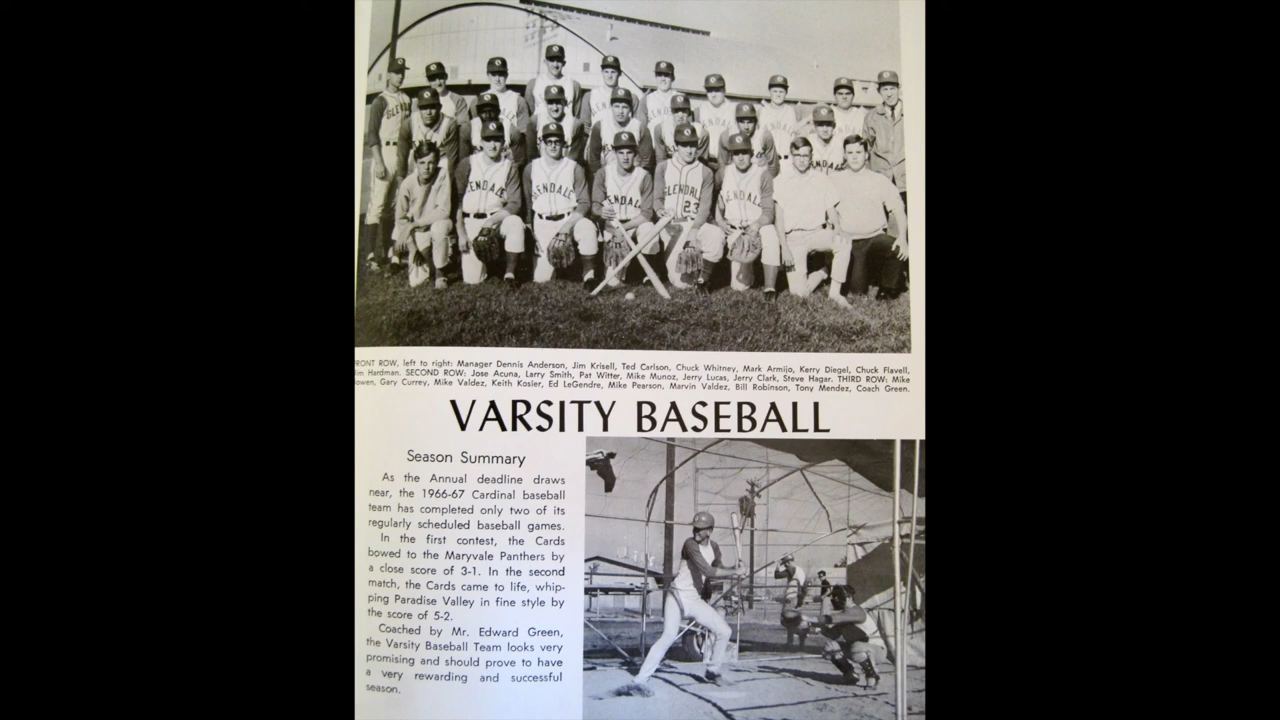 GLENDALE
GLENDALE
23
RONT ROW, left to right: Manager Dennis Anderson, Jim Krisell, Ted Carlson, Chuck Whitney, Mark Armijo, Kerry Diegel, Chuck Flavell,
im Hardman. SECOND ROW: Jose Acuna, Larry Smith, Pat Witter, Mike Munoz, Jerry Lucas, Jerry Clark, Steve Hagar. THIRD ROW: Mike
owen, Gary Currey, Mike Valdez, Keith Kosier, Ed LeGendre, Mike Pearson, Marvin Valdez, Bill Robinson, Tony Mendez, Coach Green.
VARSITY BASEBALL
Season Summary
As the Annual deadline draws
near, the 1966-67 Cardinal baseball
team has completed only two of its
regularly scheduled baseball games.
In the first contest, the Cards
bowed to the Maryvale Panthers by
a close score of 3-1. In the second
match, the Cards came to life, whip-
ping Paradise Valley in fine style by
the score of 5-2.
Coached by Mr. Edward Green,
the Varsity Baseball Team looks very
promising and should prove to have
a very rewarding and successful
season.